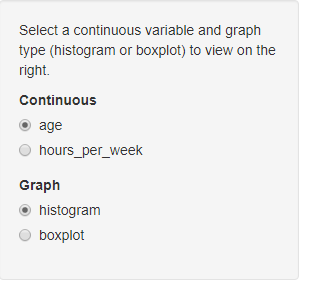 Select a continuous variable and graph
type (histogram or boxplot) to view on the
right.
Continuous
age
hours_per_week
Graph
histogram
boxplot